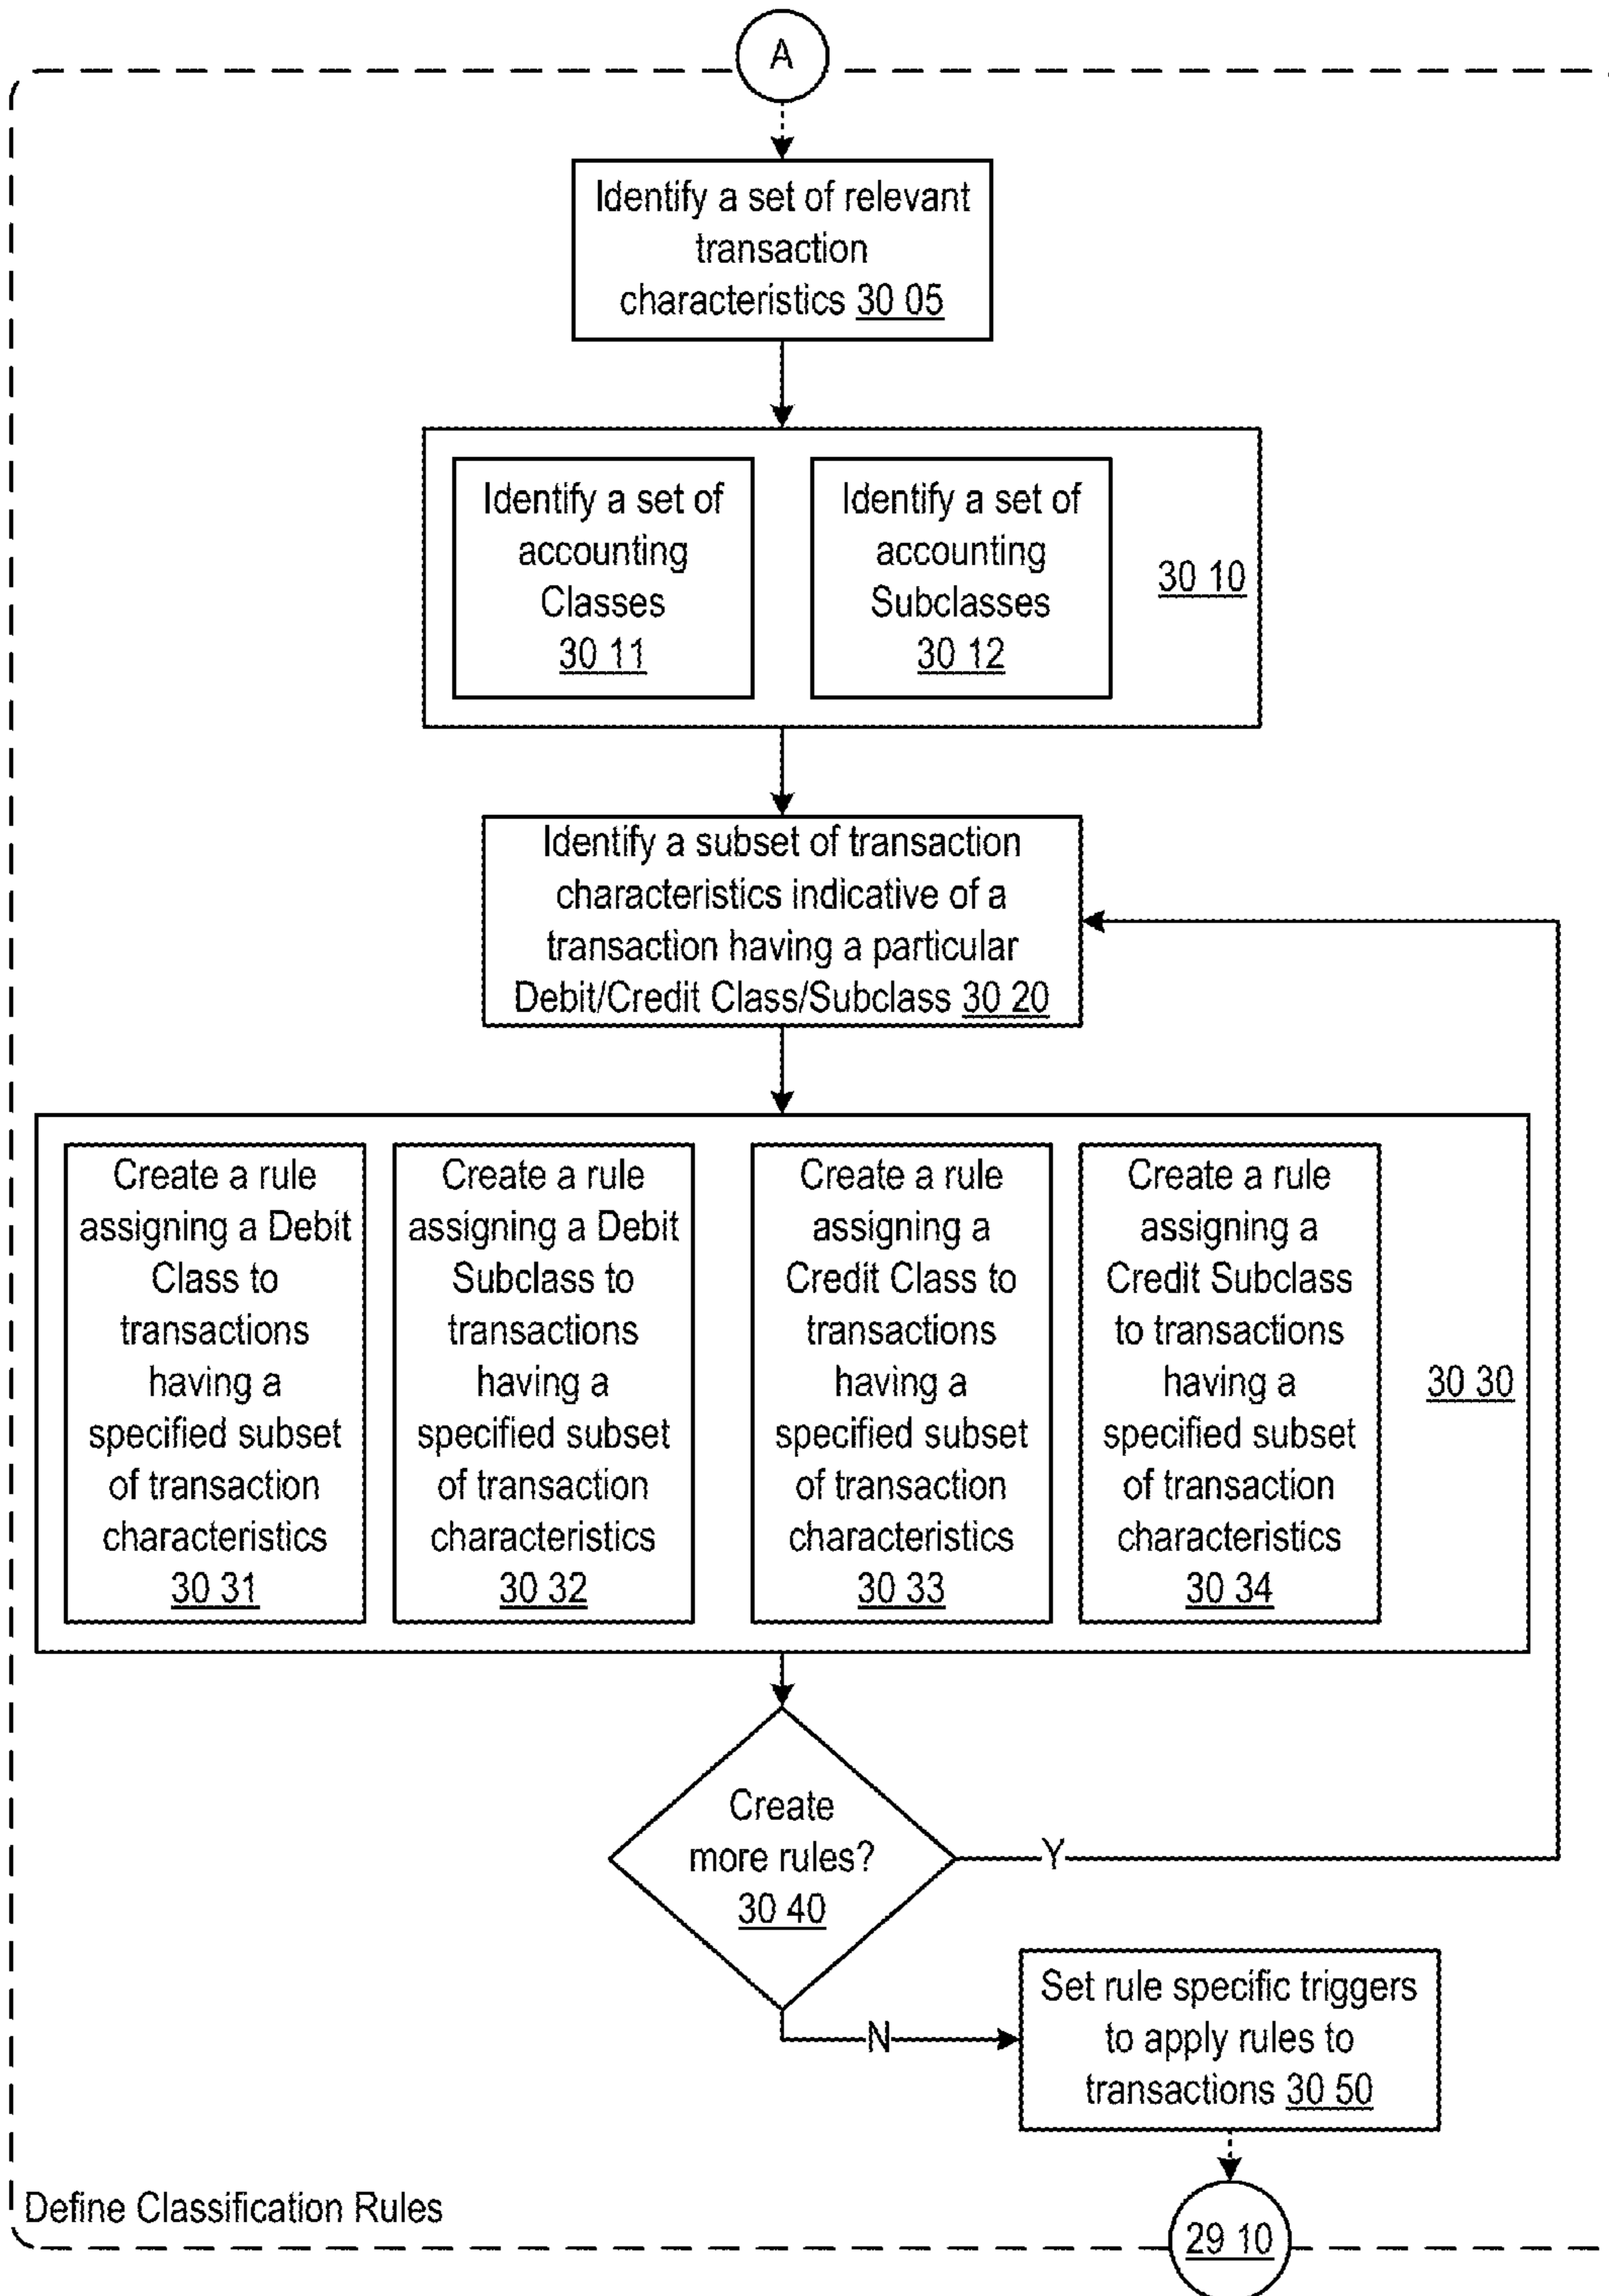 A
Identify a set of relevant
transaction
characteristics 30 05
Identify a set of
accounting
Classes
30 11
Identify a set of
accounting
Subclasses
30 12
30 10
Identify a subset of transaction
characteristics indicative of a
transaction having a particular
Debit/Credit Class/Subclass 30 20
Create a rule
assigning a Debit
Class to
transactions
having a
specified subset
of transaction
characteristics
30 31
Create a rule
assigning a Debit
Subclass to
transactions
having a
specified subset
of transaction
characteristics
30 32
Create a rule
assigning a
Credit Class to
transactions
having a
specified subset
of transaction
characteristics
30 33
Create a rule
assigning a
Credit Subclass
to transactions
having a
specified subset
of transaction
characteristics
30 34
30 30
Create
more rules?
30 40
Y
N
Set rule specific triggers
to apply rules to
transactions 30 50
Define Classification Rules
29 10